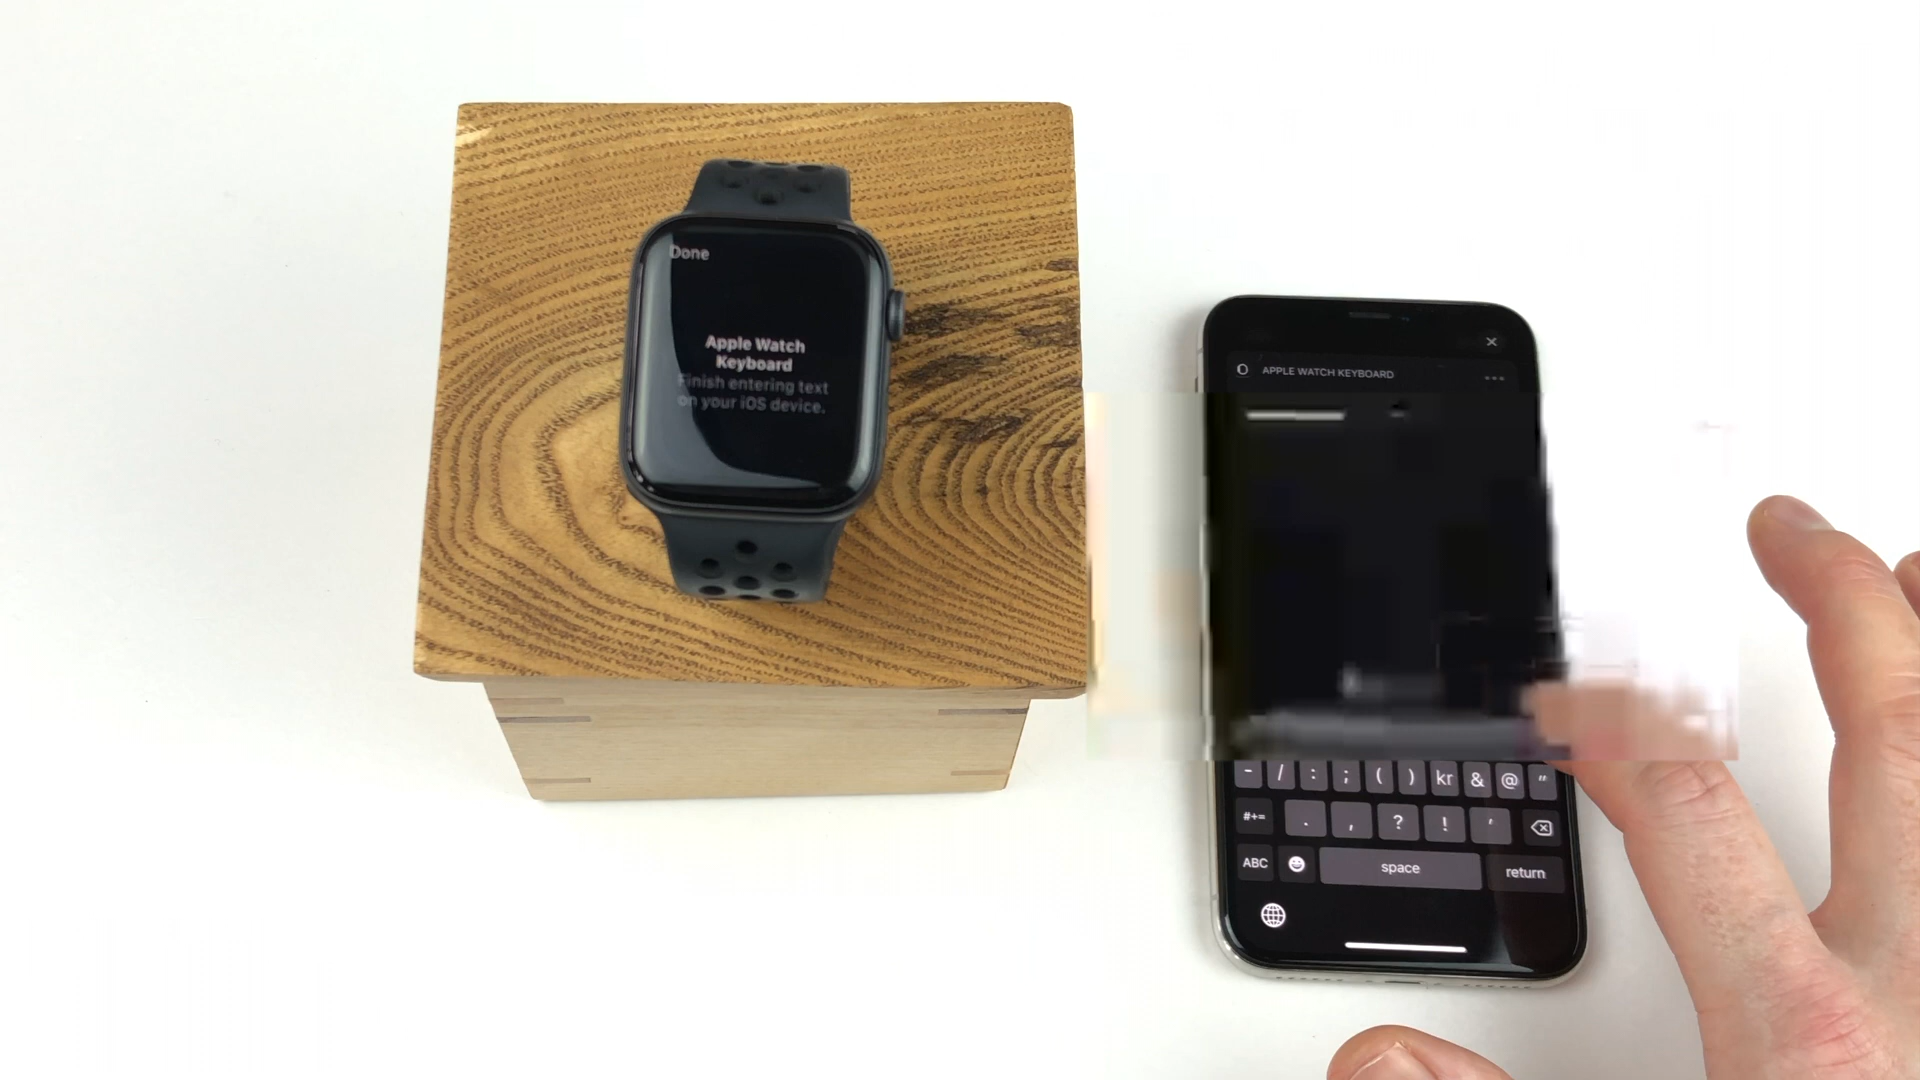 Done
Apple Watch
Keyboard
Finish entering text
on your iOS device.
APPLE WATCH KEYBOARD
- / : ; ( ) kr & @ "
#+= . , ? ! '
ABC space return